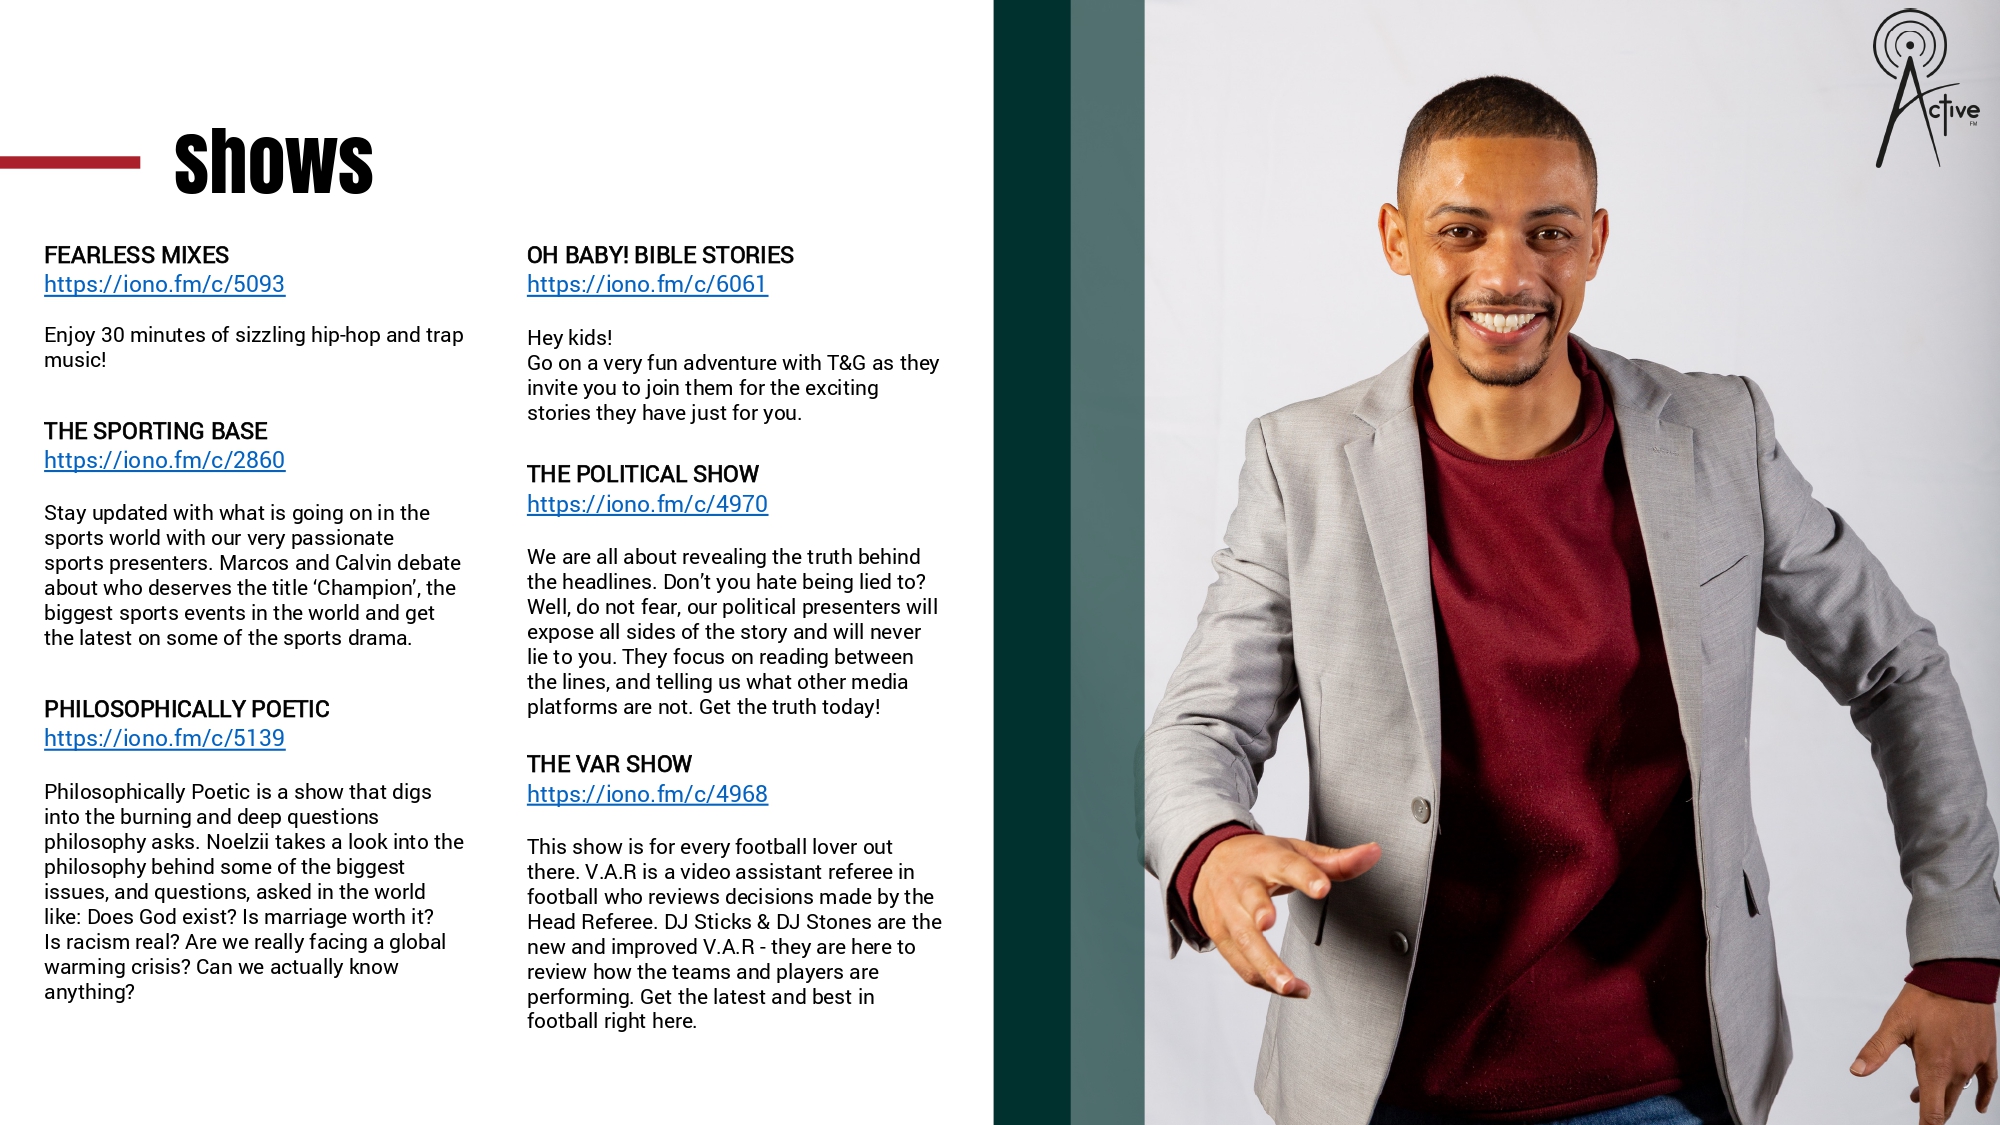 Shows
FEARLESS MIXES
https://iono.fm/c/5093
Enjoy 30 minutes of sizzling hip-hop and trap
music!
THE SPORTING BASE
https://iono.fm/c/2860
Stay updated with what is going on in the
sports world with our very passionate
sports presenters. Marcos and Calvin debate
about who deserves the title ‘Champion’, the
biggest sports events in the world and get
the latest on some of the sports drama.
PHILOSOPHICALLY POETIC
https://iono.fm/c/5139
Philosophically Poetic is a show that digs
into the burning and deep questions
philosophy asks. Noelzii takes a look into the
philosophy behind some of the biggest
issues, and questions, asked in the world
like: Does God exist? Is marriage worth it?
Is racism real? Are we really facing a global
warming crisis? Can we actually know
anything?
OH BABY! BIBLE STORIES
https://iono.fm/c/6061
Hey kids!
Go on a very fun adventure with T&G as they
invite you to join them for the exciting
stories they have just for you.
THE POLITICAL SHOW
https://iono.fm/c/4970
We are all about revealing the truth behind
the headlines. Don’t you hate being lied to?
Well, do not fear, our political presenters will
expose all sides of the story and will never
lie to you. They focus on reading between
the lines, and telling us what other media
platforms are not. Get the truth today!
THE VAR SHOW
https://iono.fm/c/4968
This show is for every football lover out
there. V.A.R is a video assistant referee in
football who reviews decisions made by the
Head Referee. DJ Sticks & DJ Stones are the
new and improved V.A.R - they are here to
review how the teams and players are
performing. Get the latest and best in
football right here.
Active
FM